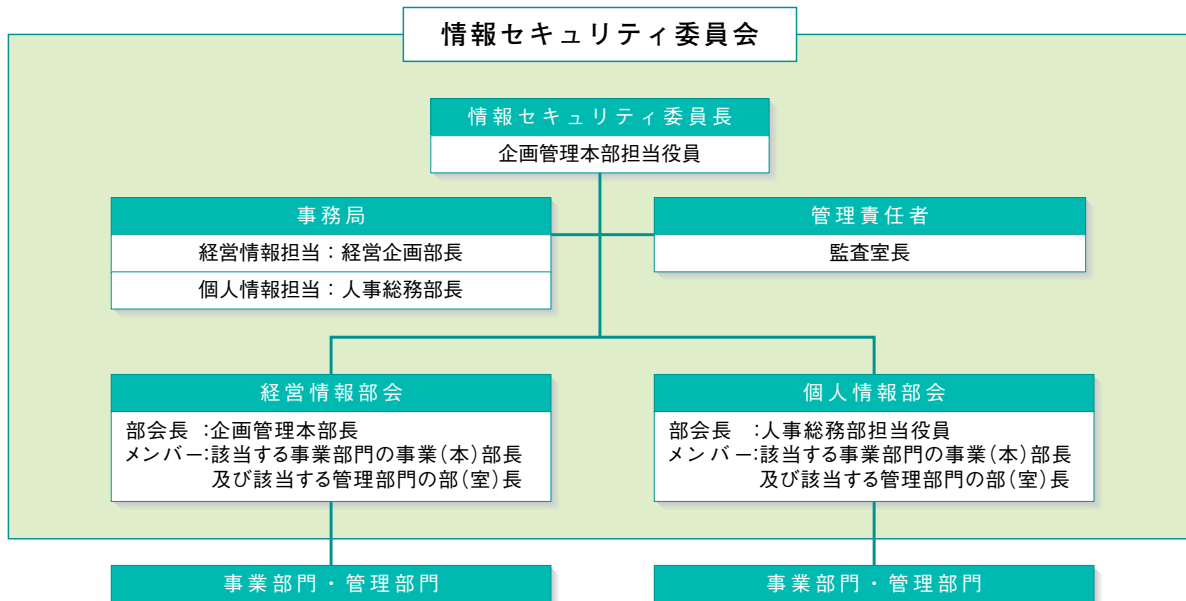 情報セキュリティ委員会
情報セキュリティ委員長
企画管理本部担当役員
事務局
経営情報担当：経営企画部長
個人情報担当：人事総務部長
管理責任者
監査室長
経営情報部会
部会長 :企画管理本部長
メンバー:該当する事業部門の事業(本)部長
及び該当する管理部門の部(室)長
個人情報部会
部会長 :人事総務部担当役員
メンバー:該当する事業部門の事業(本)部長
及び該当する管理部門の部(室)長
事業部門・管理部門
事業部門・管理部門